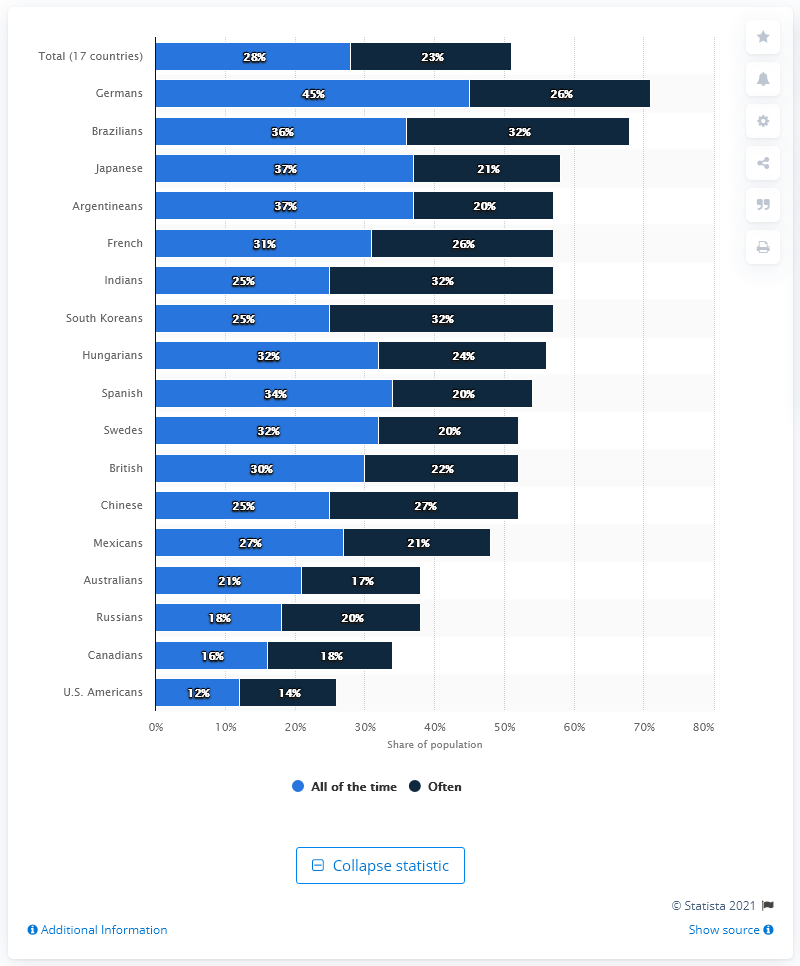 Total (17 countries) 28% 23%
Germans 45% 26%
Brazilians 36% 32%
Japanese 37% 21%
Argentineans 37% 20%
French 31% 26%
Indians 25% 32%
South Koreans 25% 32%
Hungarians 32% 24%
Spanish 34% 20%
Swedes 32% 20%
British 30% 22%
Chinese 25% 27%
Mexicans 27% 21%
Australians 21% 17%
Russians 18% 20%
Canadians 16% 18%
U.S. Americans 12% 14%
0% 10% 20% 30% 40% 50% 60% 70% 80%
Share of population
All of the time Often
Collapse statistic
© Statista 2021
Additional Information Show source